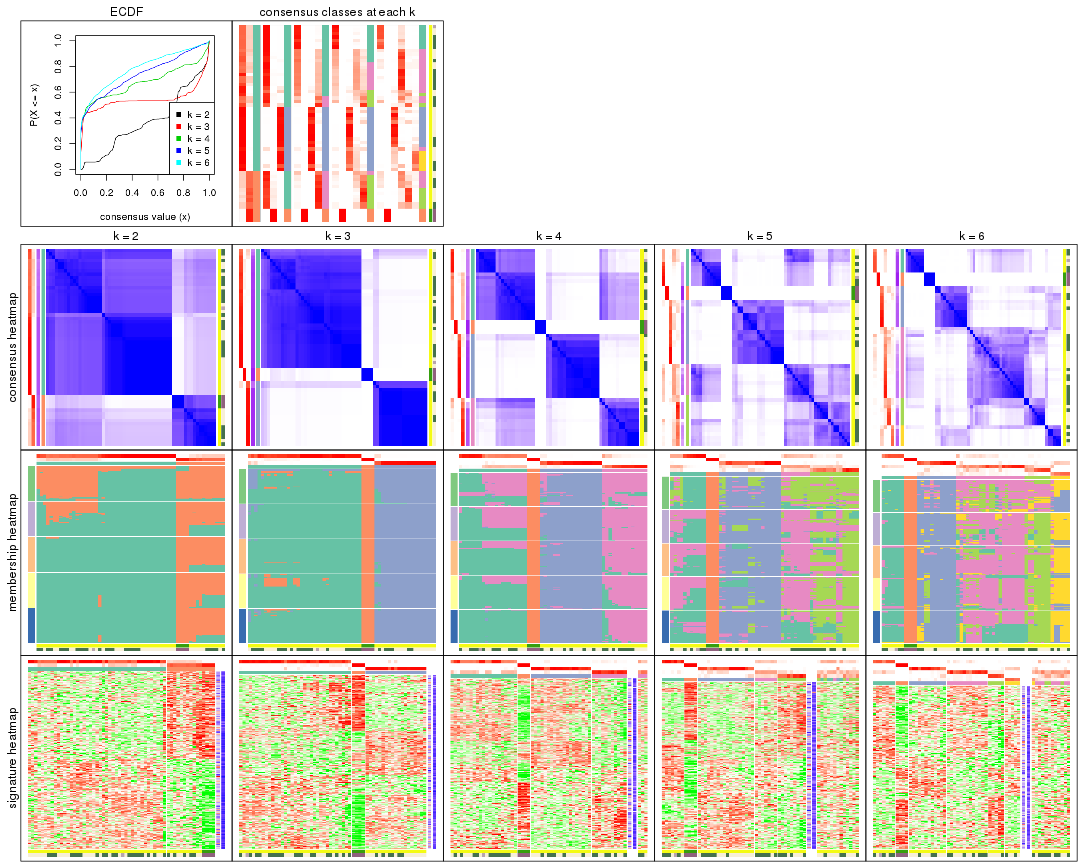 ECDF
consensus classes at each k
P(X <= x)
0.0 0.2 0.4 0.6 0.8 1.0
k = 2
k = 3
k = 4
k = 5
k = 6
0.0 0.2 0.4 0.6 0.8 1.0
consensus value (x)
k = 2
k = 3
k = 4
k = 5
k = 6
consensus heatmap
membership heatmap
signature heatmap